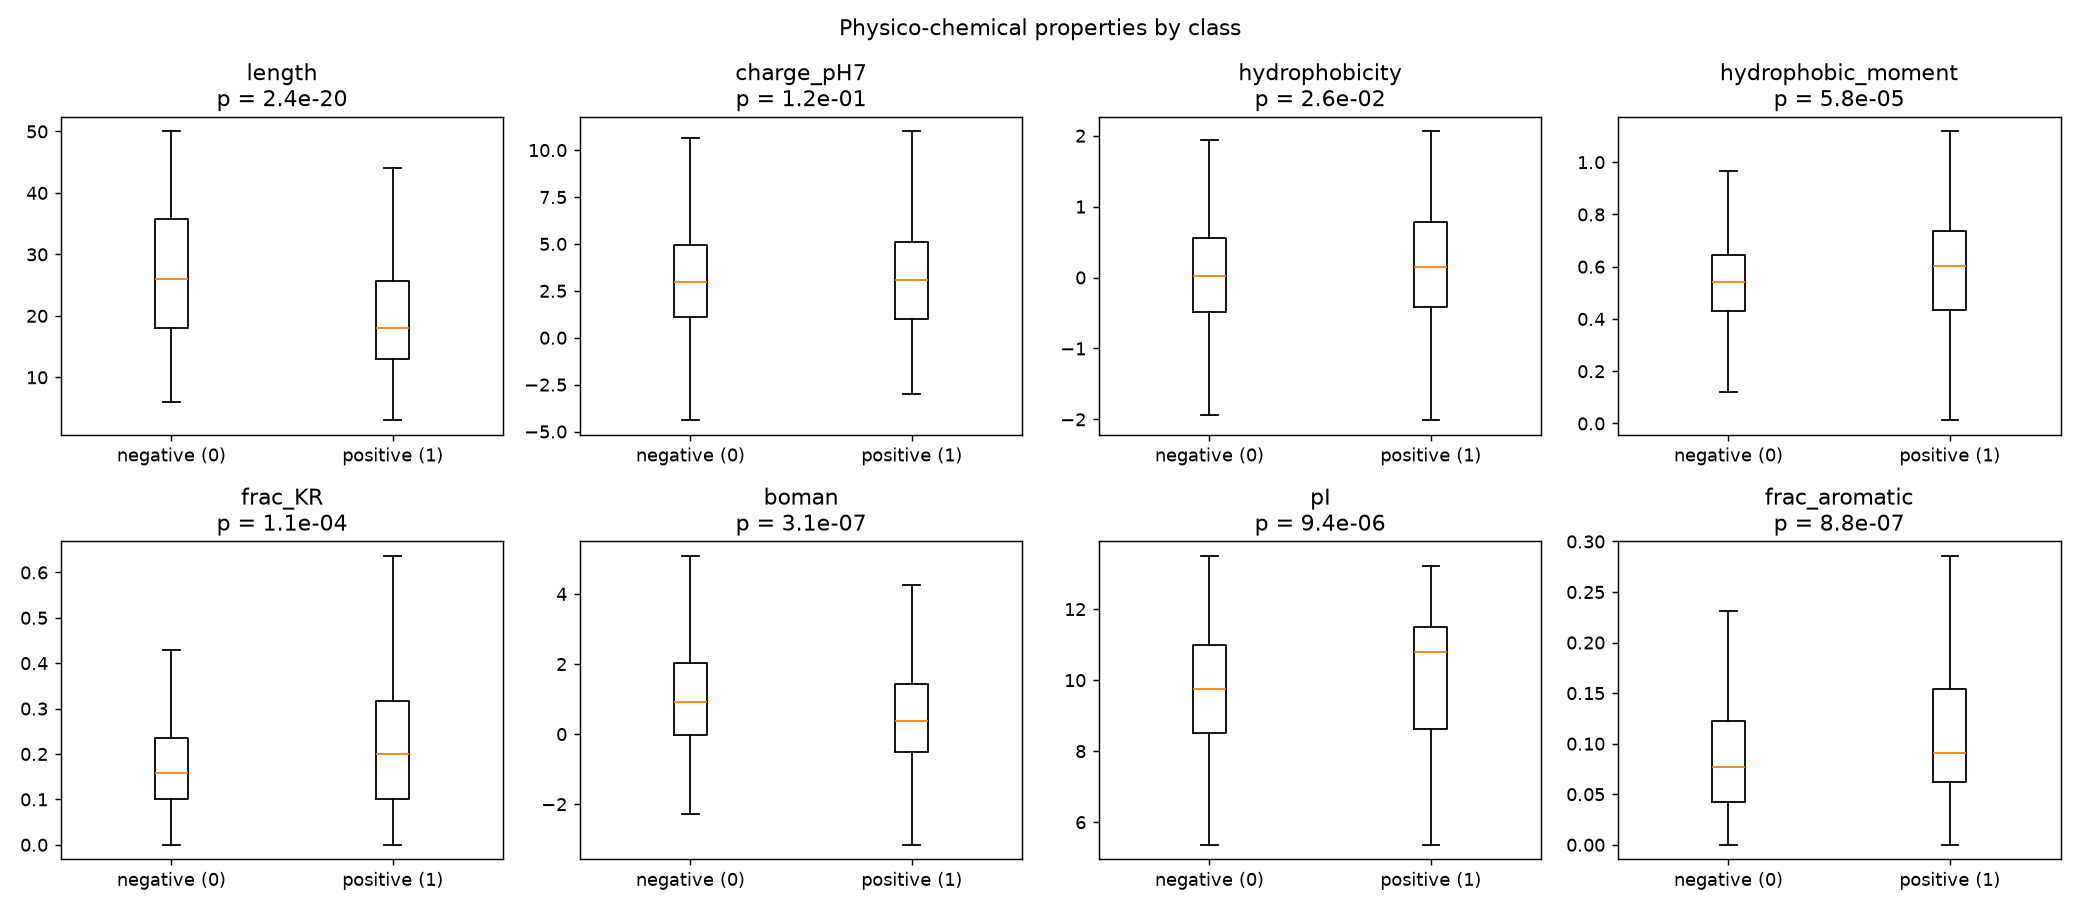 Physico-chemical properties by class
length
p = 2.4e-20
50
40
30
20
10
negative (0) positive (1)
charge_pH7
p = 1.2e-01
10.0
7.5
5.0
2.5
0.0
−2.5
−5.0
negative (0) positive (1)
hydrophobicity
p = 2.6e-02
2
1
0
−1
−2
negative (0) positive (1)
hydrophobic_moment
p = 5.8e-05
1.0
0.8
0.6
0.4
0.2
0.0
negative (0) positive (1)
frac_KR
p = 1.1e-04
0.6
0.5
0.4
0.3
0.2
0.1
0.0
negative (0) positive (1)
boman
p = 3.1e-07
4
2
0
−2
negative (0) positive (1)
pI
p = 9.4e-06
12
10
8
6
negative (0) positive (1)
frac_aromatic
p = 8.8e-07
0.30
0.25
0.20
0.15
0.10
0.05
0.00
negative (0) positive (1)